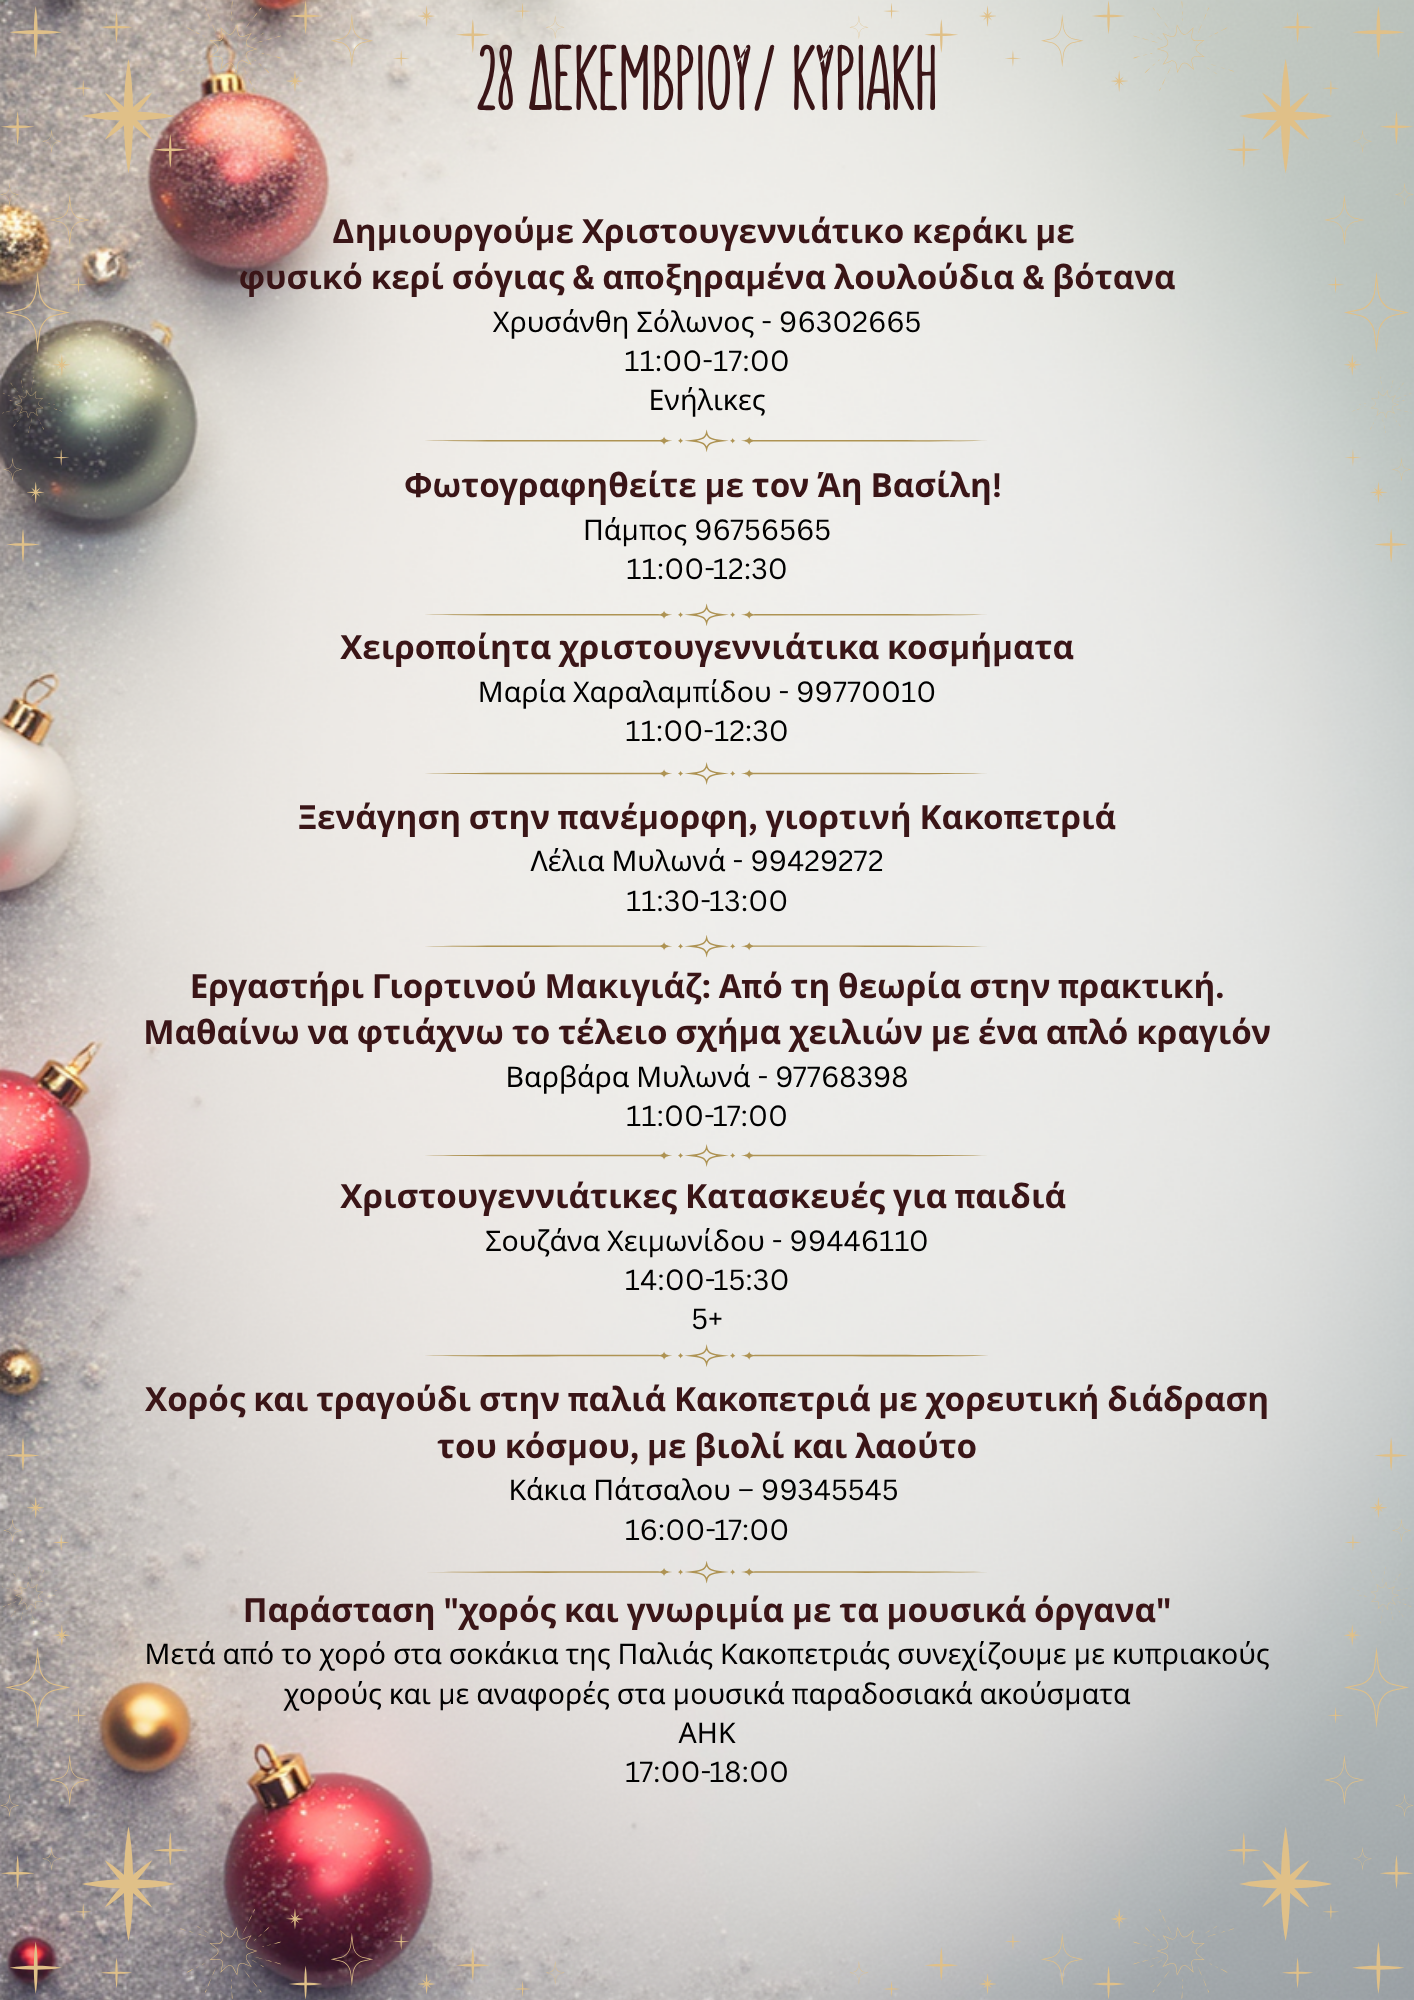 28 ΔΕΚΕΜΒΡΙΟΥ/ ΚΥΡΙΑΚΗ
Δημιουργούμε Χριστουγεννιάτικο κεράκι με
φυσικό κερί σόγιας & αποξηραμένα λουλούδια & βότανα
Χρυσάνθη Σόλωνος - 96302665
11:00-17:00
Ενήλικες
Φωτογραφηθείτε με τον Άη Βασίλη!
Πάμπος 96756565
11:00-12:30
Χειροποίητα χριστουγεννιάτικα κοσμήματα
Μαρία Χαραλαμπίδου - 99770010
11:00-12:30
Ξενάγηση στην πανέμορφη, γιορτινή Κακοπετριά
Λέλια Μυλωνά - 99429272
11:30-13:00
Εργαστήρι Γιορτινού Μακιγιάζ: Από τη θεωρία στην πρακτική.
Μαθαίνω να φτιάχνω το τέλειο σχήμα χειλιών με ένα απλό κραγιόν
Βαρβάρα Μυλωνά - 97768398
11:00-17:00
Χριστουγεννιάτικες Κατασκευές για παιδιά
Σουζάνα Χειμωνίδου - 99446110
14:00-15:30
5+
Χορός και τραγούδι στην παλιά Κακοπετριά με χορευτική διάδραση
του κόσμου, με βιολί και λαούτο
Κάκια Πάτσαλου – 99345545
16:00-17:00
Παράσταση "χορός και γνωριμία με τα μουσικά όργανα"
Μετά από το χορό στα σοκάκια της Παλιάς Κακοπετριάς συνεχίζουμε με κυπριακούς
χορούς και με αναφορές στα μουσικά παραδοσιακά ακούσματα
ΑΗΚ
17:00-18:00